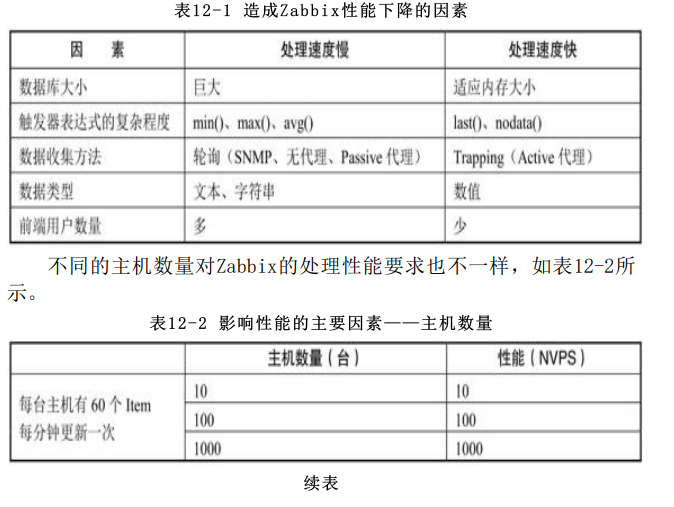 表12-1 造成Zabbix性能下降的因素
因 素 处理速度慢 处理速度快
数据库大小 巨大 适应内存大小
触发器表达式的复杂程度 min()、max()、avg() last()、nodata()
数据收集方法 轮询（SNMP、无代理、Passive 代理） Trapping（Active 代理）
数据类型 文本、字符串 数值
前端用户数量 多 少
不同的主机数量对Zabbix的处理性能要求也不一样，如表12-2所
示。
表12-2 影响性能的主要因素——主机数量
主机数量（台） 性能（NVPS）
每台主机有 60 个 Item
每分钟更新一次
10 10
100 100
1000 1000
续表